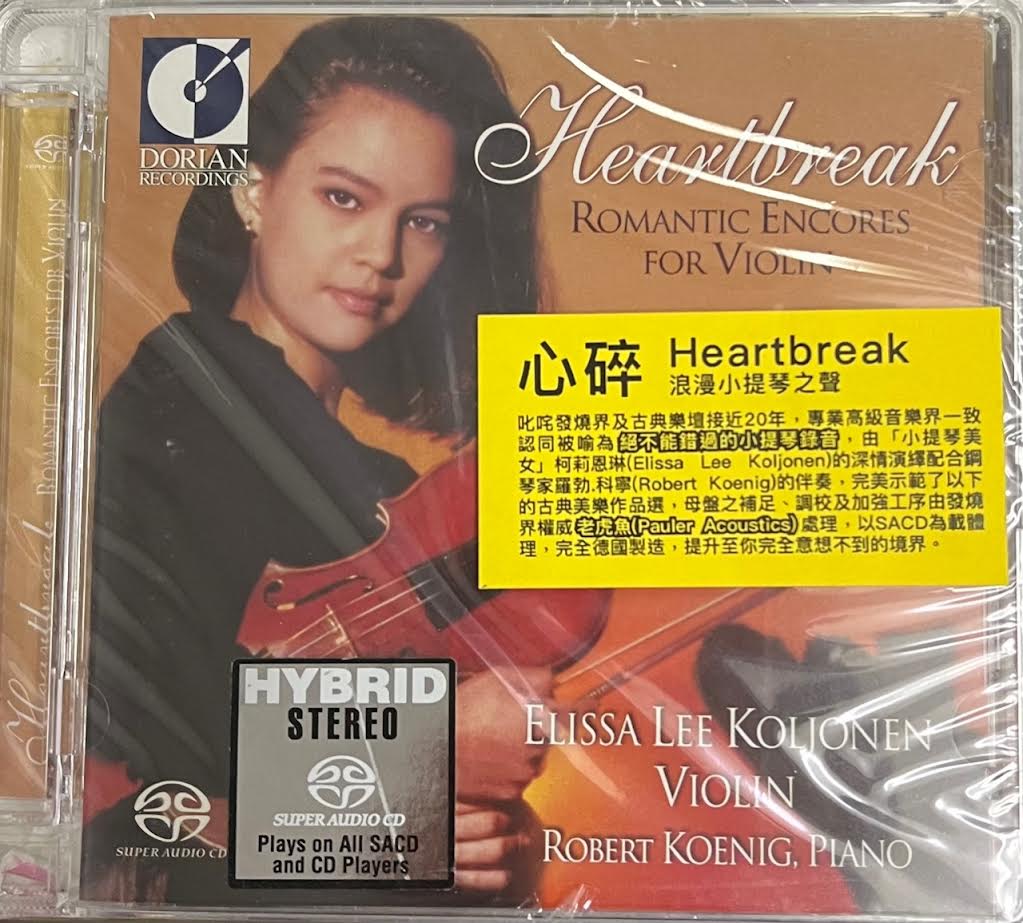 DORIAN
RECORDINGS
Heartbreak
ROMANTIC ENCORES
FOR VIOLIN
心碎 Heartbreak
浪漫小提琴之聲
叱咤發燒界及古典樂壇接近20年，專業高級音樂界一致
認同被喻為絕不能錯過的小提琴錄音，由「小提琴美
女」柯莉恩琳(Elissa Lee Koljonen)的深情演繹配合鋼
琴家羅勃.科寧(Robert Koenig)的伴奏，完美示範了以下
的古典美樂作品選，母盤之補足、調校及加強工序由發燒
界權威老虎魚(Pauler Acoustics)處理，以SACD為載體
理，完全德國製造，提升至你完全意想不到的境界。
HYBRID
STEREO
SUPER AUDIO CD
Plays on All SACD
and CD Players
SUPER AUDIO CD
ELISSA LEE KOLJONEN
VIOLIN
ROBERT KOENIG, PIANO
Heartbreak ROMANTIC ENCORES FOR VIOLIN